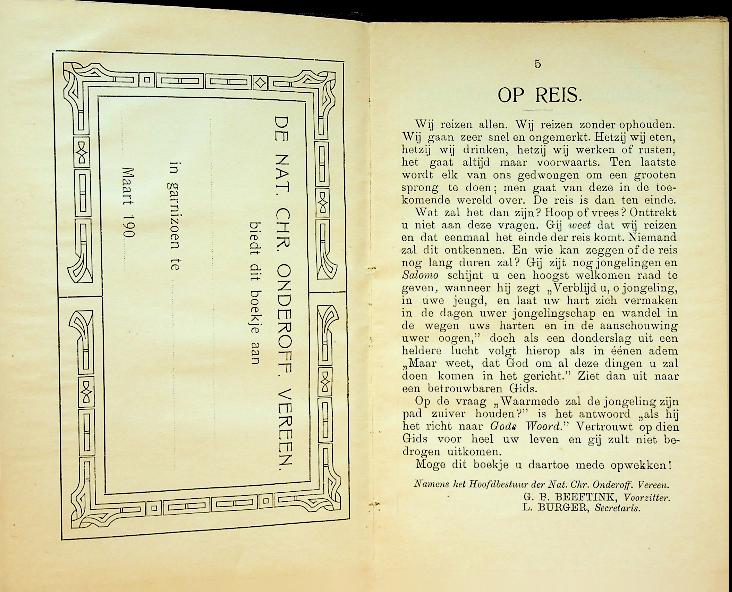 DE NAT. CHR. ONDEROFF. VEREEN.
biedt dit boekje aan
in garnizoen te
Maart 190
5
OP REIS.
Wij reizen allen. Wij reizen zonder ophouden.
Wij gaan zeer snel en ongemerkt. Hetzij wij eten,
hetzij wij drinken, hetzij wij werken of rusten,
het gaat altijd maar voorwaarts. Ten laatste
wordt elk van ons gedwongen om een grooten
sprong te doen; men gaat van deze in de toe-
komende wereld over. De reis is dan ten einde.
Wat zal het dan zijn? Hoop of vrees? Onttrekt
u niet aan deze vragen. Gij weet dat wij reizen
en dat eenmaal het einde der reis komt. Niemand
zal dit ontkennen. En wie kan zeggen of de reis
nog lang duren zal? Gij zijt nog jongelingen en
Salomo schijnt u een hoogst welkomen raad te
geven, wanneer hij zegt „Verblijd u, o jongeling,
in uwe jeugd, en laat uw hart zich vermaken
in de dagen uwer jongelingschap en wandel in
de wegen uws harten en in de aanschouwing
uwer oogen,” doch als een donderslag uit een
heldere lucht volgt hierop als in éénen adem
„Maar weet, dat God om al deze dingen u zal
doen komen in het gericht.” Ziet dan uit naar
een betrouwbaren Gids.
Op de vraag „Waarmede zal de jongeling zijn
pad zuiver houden?” is het antwoord „als hij
het richt naar Gods Woord.” Vertrouwt op dien
Gids voor heel uw leven en gij zult niet be-
drogen uitkomen.
Moge dit boekje u daartoe mede opwekken!
Namens het Hoofdbestuur der Nat. Chr. Onderoff. Vereen.
G. B. BEEFTINK, Voorzitter.
L. BURGER, Secretaris.